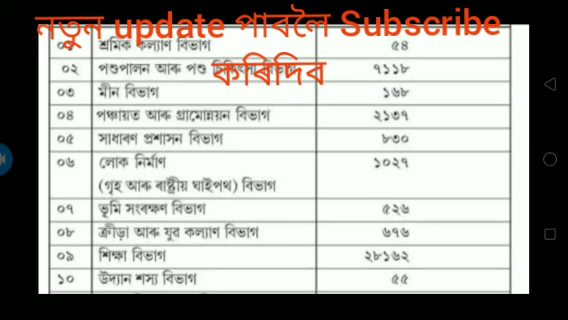 নতুন update পাবলৈ Subscribe
কৰিদিব
০১ শ্ৰমিক কল্যাণ বিভাগ ৫৪
০২ পশুপালন আৰু পশু চিকিৎসা বিভাগ ৭১১৮
০৩ মীন বিভাগ ১৬৮
০৪ পঞ্চায়ত আৰু গ্ৰামোন্নয়ন বিভাগ ২১৩৭
০৫ সাধাৰণ প্ৰশাসন বিভাগ ৮৩০
০৬ লোক নিৰ্মাণ ১০২৭
(গৃহ আৰু ৰাষ্ট্ৰীয় ঘাইপথ) বিভাগ
০৭ ভূমি সংৰক্ষণ বিভাগ ৫২৬
০৮ ক্ৰীড়া আৰু যুৱ কল্যাণ বিভাগ ৬৭৬
০৯ শিক্ষা বিভাগ ২৮১৬২
১০ উদ্যান শস্য বিভাগ ৫৫